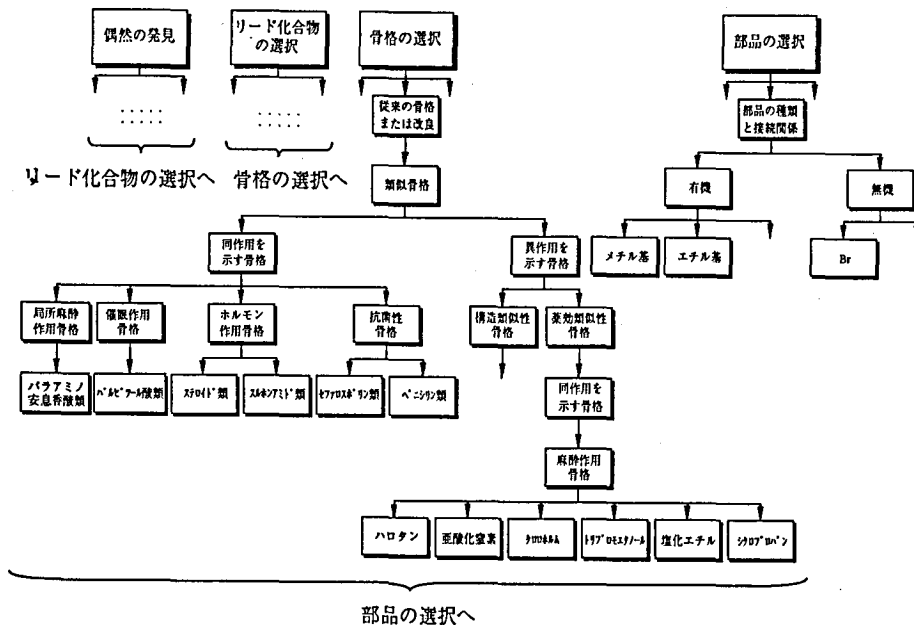 偶然の発見
リード化合物
の選択
骨格の選択
部品の選択
従来の骨格
または改良
部品の種類
と接続関係
リード化合物の選択へ
骨格の選択へ
類似骨格
有機
無機
同作用を
示す骨格
異作用を
示す骨格
メチル基
エチル基
Br
局所麻酔
作用骨格
催眠作用
骨格
ホルモン
作用骨格
抗菌性
骨格
構造類似性
骨格
薬効類似性
骨格
パラアミノ
安息香酸類
バルビツール酸類
ステロイド類
スルホンアミド類
セファロスポリン類
ペニシリン類
同作用を
示す骨格
麻酔作用
骨格
ハロタン
亜酸化窒素
クロロホルム
トリブロモエタノール
塩化エチル
シクロプロパン
部品の選択へ